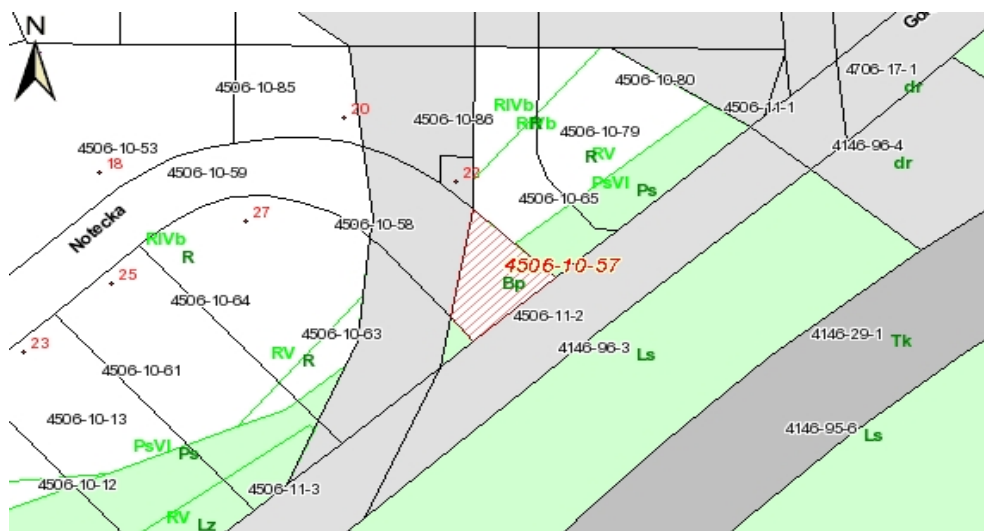 N
Gor
4706-17-1
4506-10-80
dr
4506-10-85
RIVb
20
4506-11-1
4506-10-86
R
4506-10-79
4146-96-4
4506-10-53
R
RV
18
dr
4506-10-59
22
PsVI
Ps
4506-10-65
27
4506-10-58
Notecka
RIVb
R
4506-10-57
25
Bp
4506-10-64
4506-11-2
4506-10-63
4146-29-1
Tk
23
RV
R
4146-96-3
Ls
4506-10-61
4506-10-13
4146-95-6
Ls
PsVI
Ps
4506-10-12
4506-11-3
RV
Lz